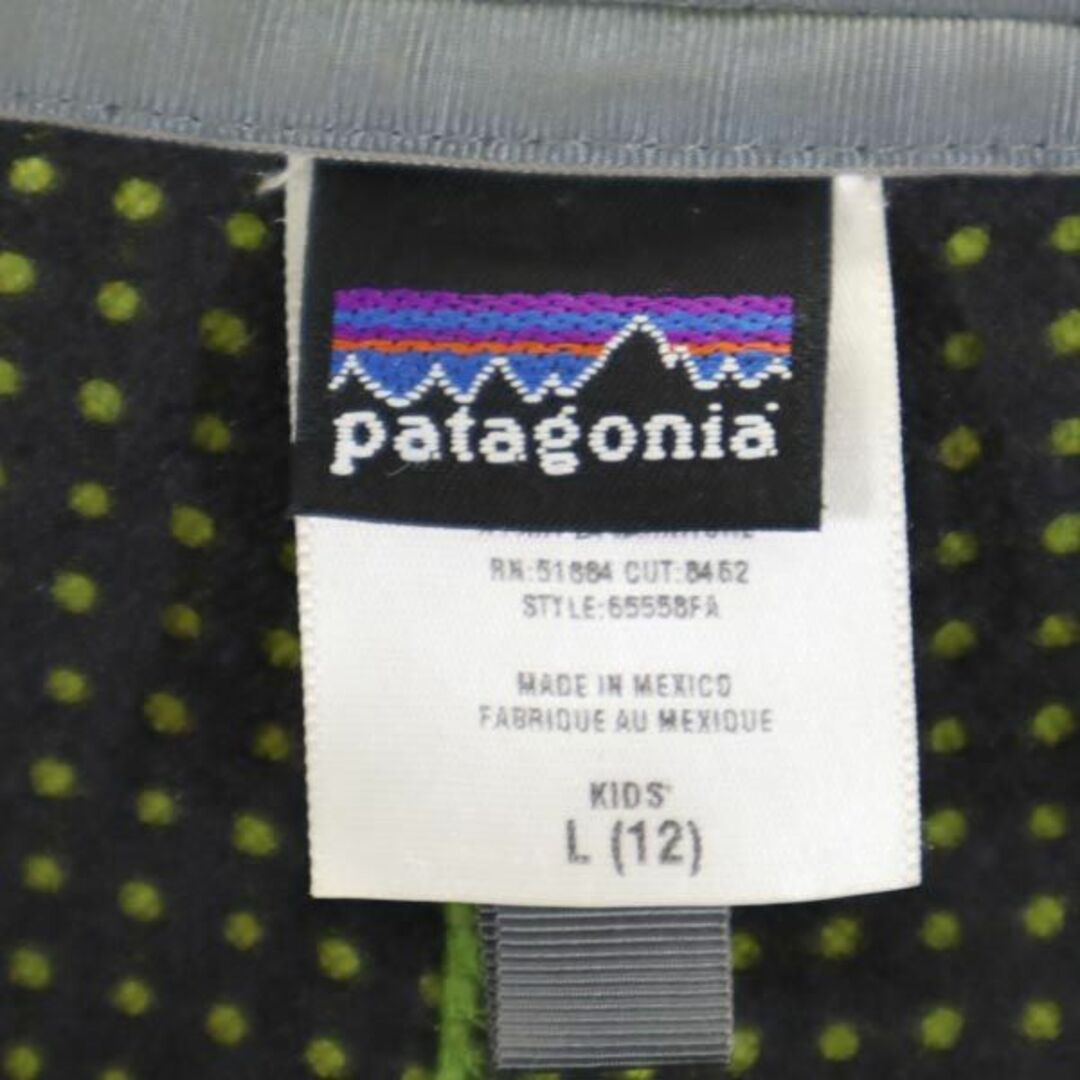 patagonia
RN:51884 CUT:8462
STYLE:65558FA
MADE IN MEXICO
FABRIQUE AU MEXIQUE
KIDS'
L (12)